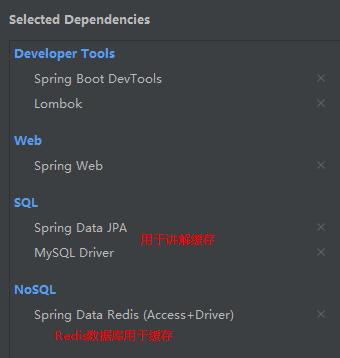 Selected Dependencies
Developer Tools
Spring Boot DevTools
Lombok
Web
Spring Web
SQL
Spring Data JPA
用于讲解缓存
MySQL Driver
NoSQL
Spring Data Redis (Access+Driver)
Redis数据库用于缓存